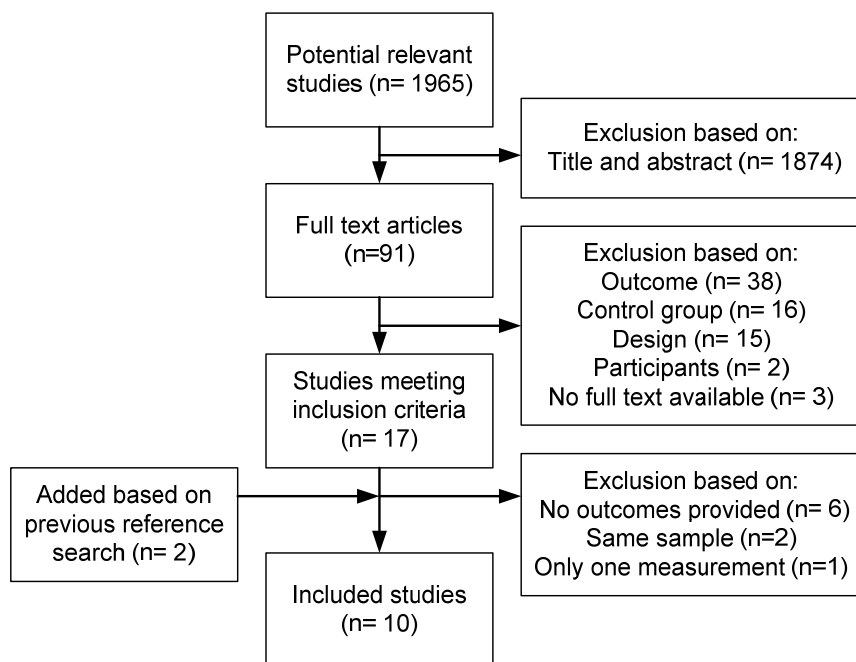 Potential relevant
studies (n= 1965)
Exclusion based on:
Title and abstract (n= 1874)
Full text articles
(n=91)
Exclusion based on:
Outcome (n= 38)
Control group (n= 16)
Design (n= 15)
Participants (n= 2)
No full text available (n= 3)
Studies meeting
inclusion criteria
(n= 17)
Added based on
previous reference
search (n= 2)
Exclusion based on:
No outcomes provided (n= 6)
Same sample (n=2)
Only one measurement (n=1)
Included studies
(n= 10)